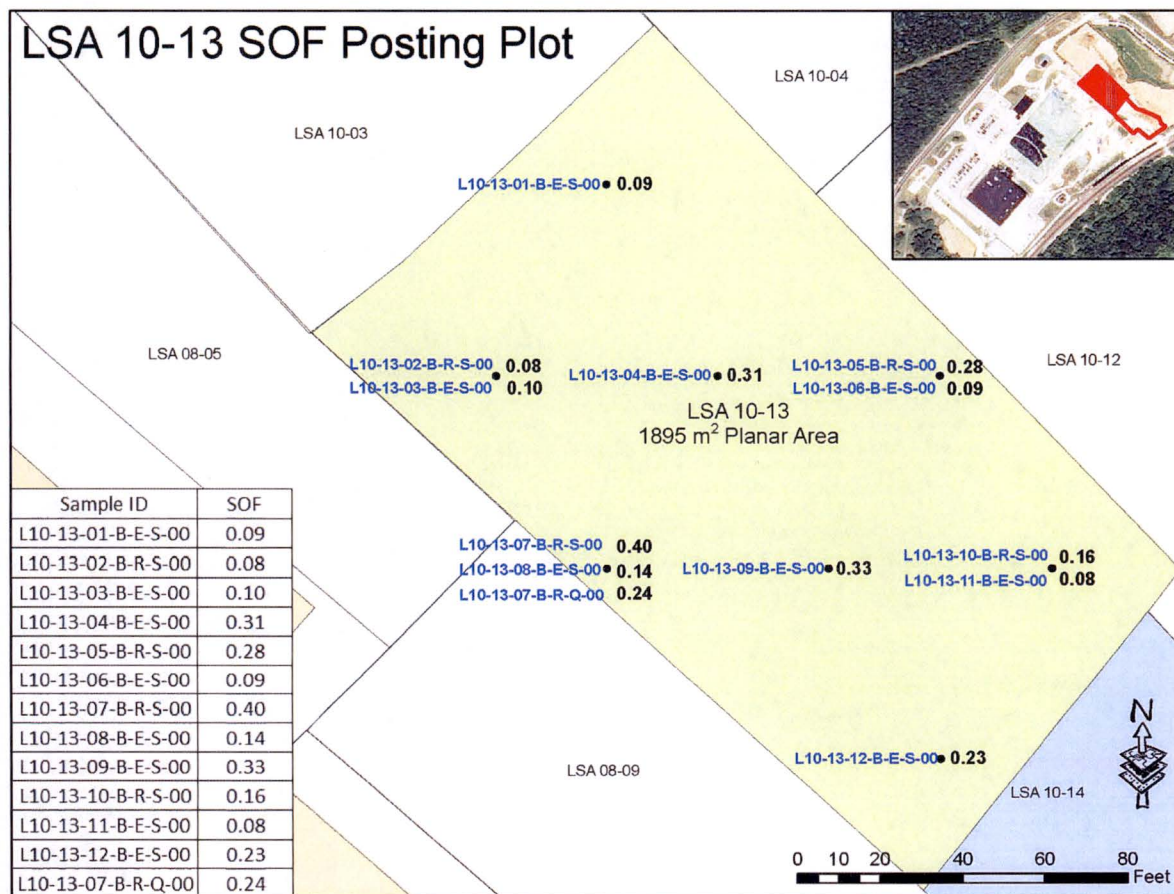 LSA 10-13 SOF Posting Plot
LSA 10-04
LSA 10-03
L10-13-01-B-E-S-00 0.09
LSA 08-05
LSA 10-12
L10-13-02-B-R-S-00 0.08
L10-13-03-B-E-S-00 0.10
L10-13-04-B-E-S-00 0.31
L10-13-05-B-R-S-00 0.28
L10-13-06-B-E-S-00 0.09
LSA 10-13
1895 m² Planar Area
L10-13-07-B-R-S-00 0.40
L10-13-08-B-E-S-00 0.14
L10-13-07-B-R-Q-00 0.24
L10-13-09-B-E-S-00 0.33
L10-13-10-B-R-S-00 0.16
L10-13-11-B-E-S-00 0.08
L10-13-12-B-E-S-00 0.23
LSA 08-09
LSA 10-14
N
0 10 20 40 60 80
Feet
Sample ID SOF
L10-13-01-B-E-S-00 0.09
L10-13-02-B-R-S-00 0.08
L10-13-03-B-E-S-00 0.10
L10-13-04-B-E-S-00 0.31
L10-13-05-B-R-S-00 0.28
L10-13-06-B-E-S-00 0.09
L10-13-07-B-R-S-00 0.40
L10-13-08-B-E-S-00 0.14
L10-13-09-B-E-S-00 0.33
L10-13-10-B-R-S-00 0.16
L10-13-11-B-E-S-00 0.08
L10-13-12-B-E-S-00 0.23
L10-13-07-B-R-Q-00 0.24